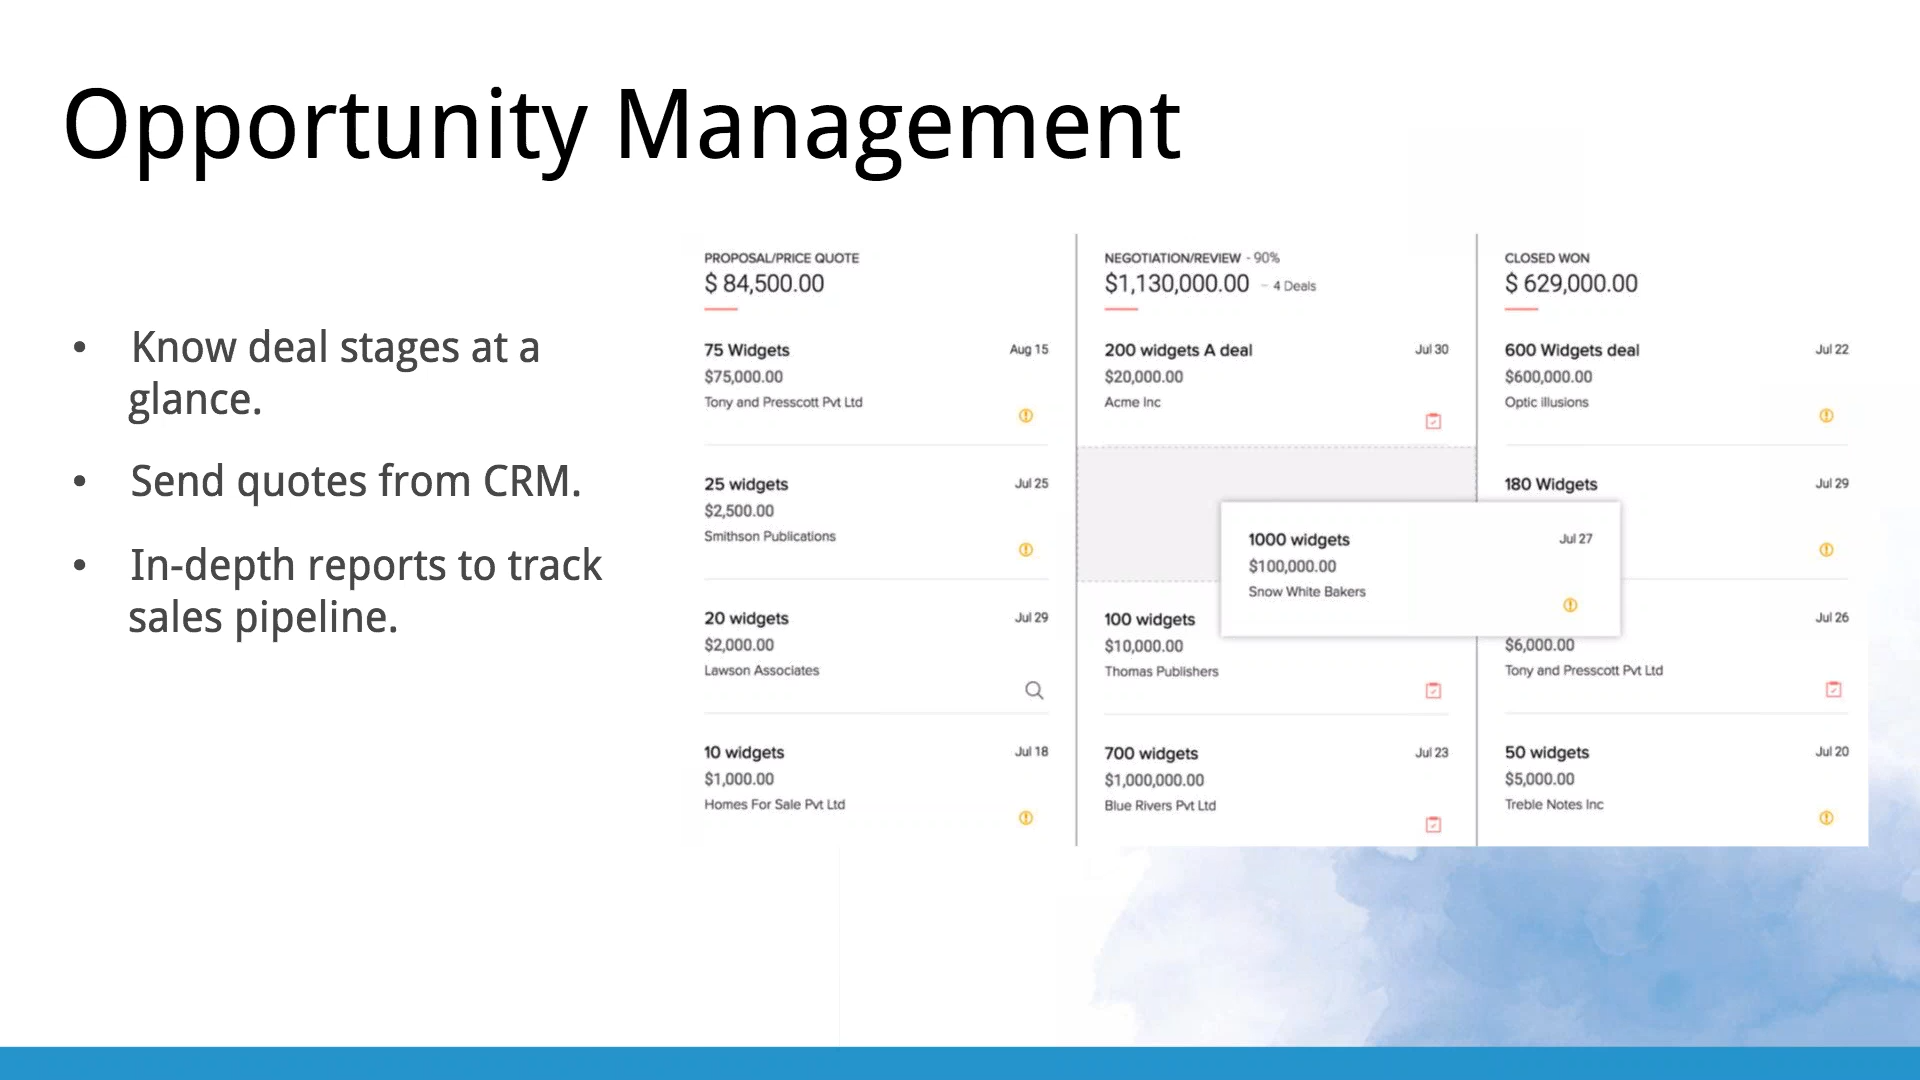 Opportunity Management
• Know deal stages at a
glance.
• Send quotes from CRM.
• In-depth reports to track
sales pipeline.
PROPOSAL/PRICE QUOTE
$ 84,500.00
75 Widgets Aug 15
$75,000.00
Tony and Presscott Pvt Ltd
25 widgets Jul 25
$2,500.00
Smithson Publications
20 widgets Jul 29
$2,000.00
Lawson Associates
10 widgets Jul 18
$1,000.00
Homes For Sale Pvt Ltd
NEGOTIATION/REVIEW - 90%
$1,130,000.00 – 4 Deals
200 widgets A deal Jul 30
$20,000.00
Acme Inc
1000 widgets Jul 27
$100,000.00
Snow White Bakers
100 widgets
$10,000.00
Thomas Publishers
700 widgets Jul 23
$1,000,000.00
Blue Rivers Pvt Ltd
CLOSED WON
$ 629,000.00
600 Widgets deal Jul 22
$600,000.00
Optic illusions
180 Widgets Jul 29
Jul 26
$6,000.00
Tony and Presscott Pvt Ltd
50 widgets Jul 20
$5,000.00
Treble Notes Inc